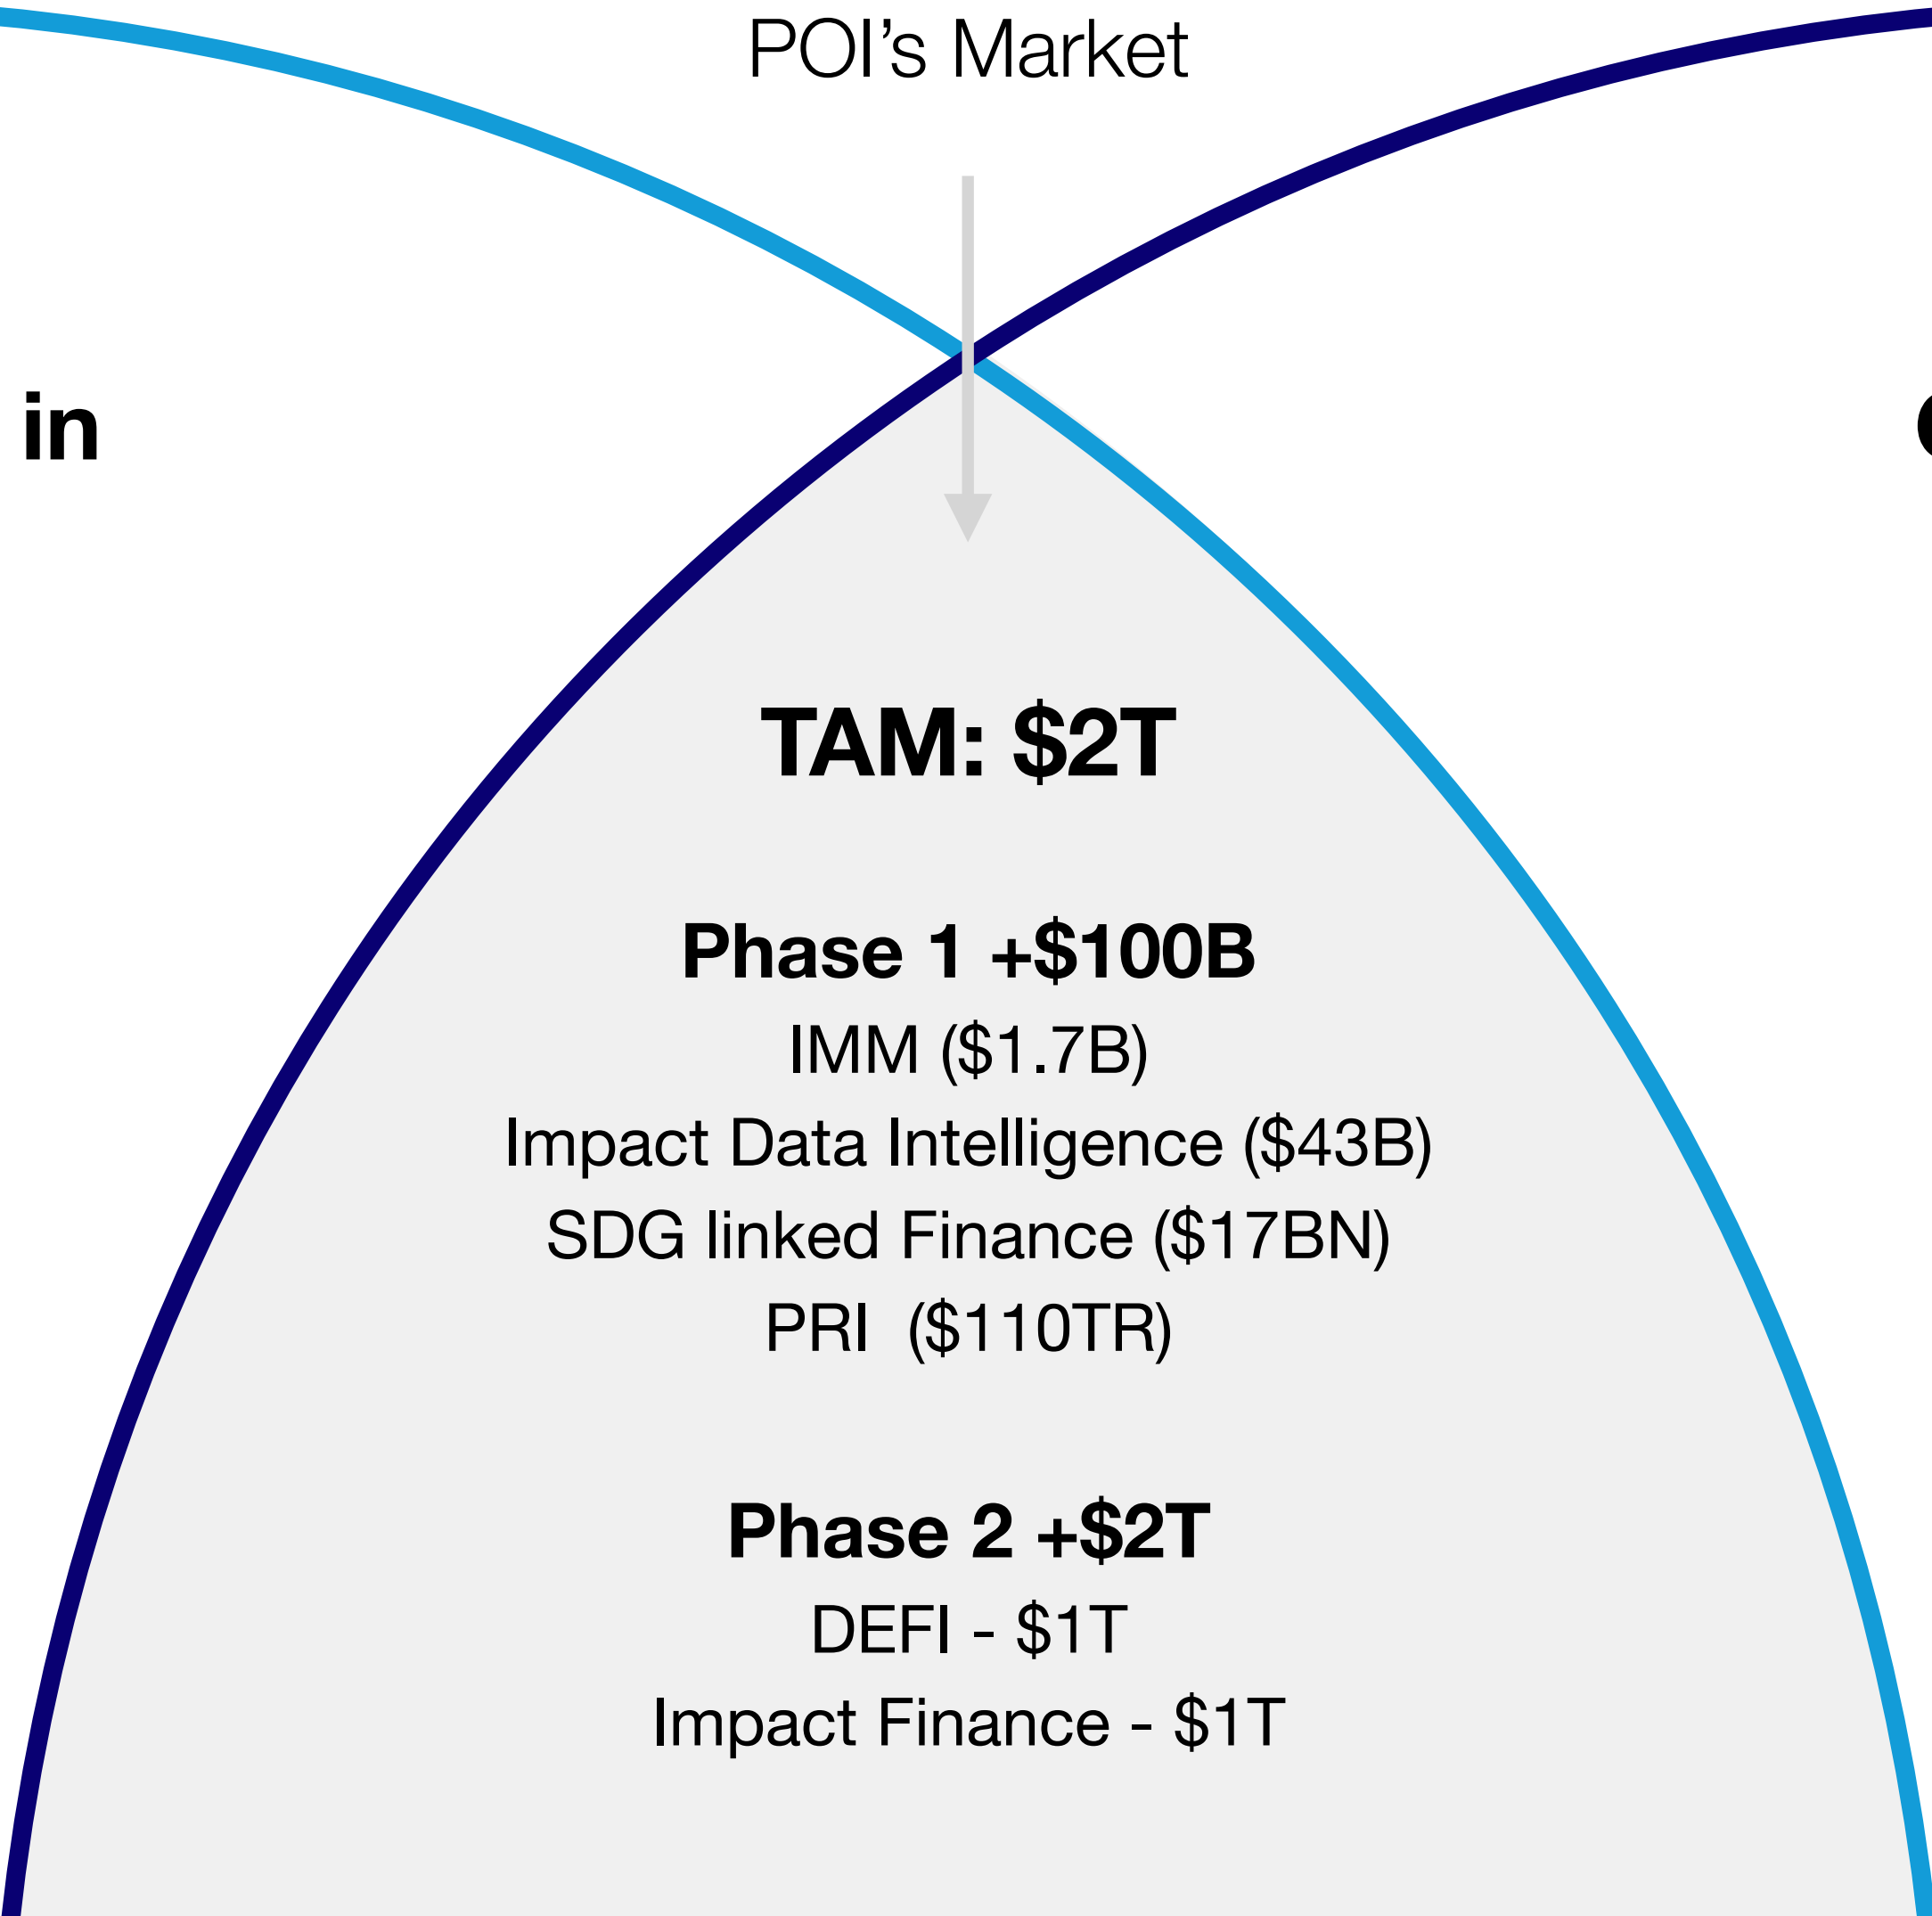 POI's Market
in
TAM: $2T
Phase 1 +$100B
IMM ($1.7B)
Impact Data Intelligence ($43B)
SDG linked Finance ($17BN)
PRI  ($110TR)
Phase 2 +$2T
DEFI - $1T
Impact Finance - $1T